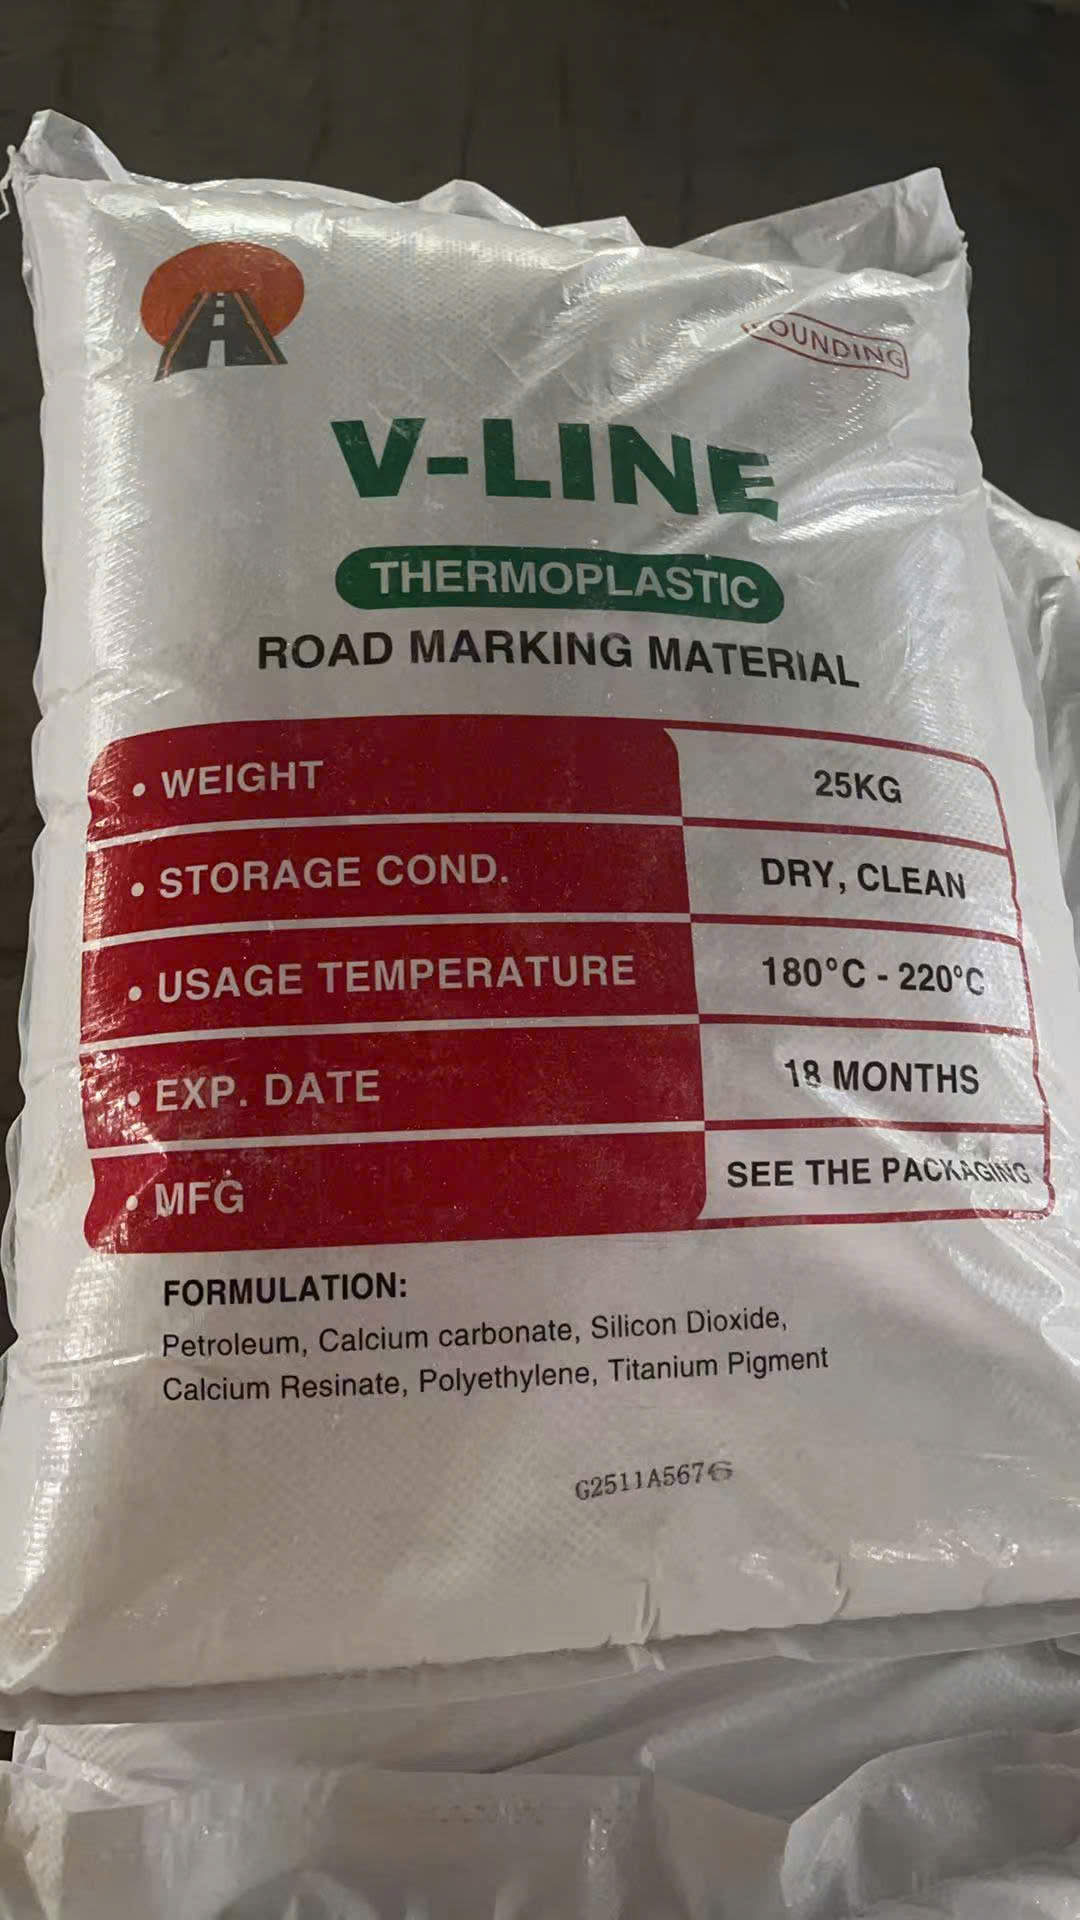 OUNDING
V-LINE
THERMOPLASTIC
ROAD MARKING MATERIAL
• WEIGHT 25KG
• STORAGE COND. DRY, CLEAN
• USAGE TEMPERATURE 180°C - 220°C
• EXP. DATE 18 MONTHS
• MFG SEE THE PACKAGING
FORMULATION:
Petroleum, Calcium carbonate, Silicon Dioxide,
Calcium Resinate, Polyethylene, Titanium Pigment
G2511A5676